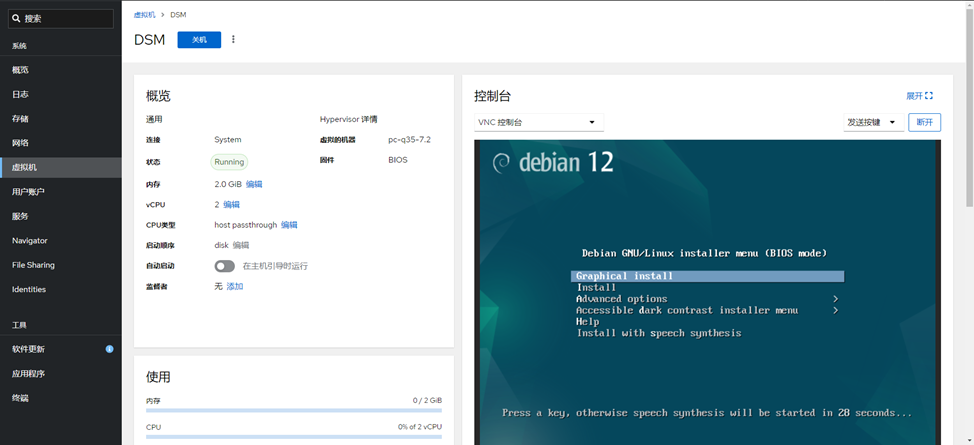 搜索
系统
概览
日志
存储
网络
虚拟机
用户账户
服务
Navigator
File Sharing
Identities
工具
软件更新
应用程序
终端
虚拟机 > DSM
DSM 关机
概览
通用
连接 System
状态 Running
内存 2.0 GiB 编辑
vCPU 2 编辑
CPU类型 host passthrough 编辑
启动顺序 disk 编辑
自动启动 在主机引导时运行
监督者 无 添加
Hypervisor 详情
虚拟的机器 pc-q35-7.2
固件 BIOS
使用
内存 0 / 2 GiB
CPU 0% of 2 vCPU
控制台 展开
VNC 控制台 发送按键 断开
debian 12
Debian GNU/Linux installer menu (BIOS mode)
Graphical install
Install
Advanced options >
Accessible dark contrast installer menu >
Help
Install with speech synthesis
Press a key, otherwise speech synthesis will be started in 28 seconds...